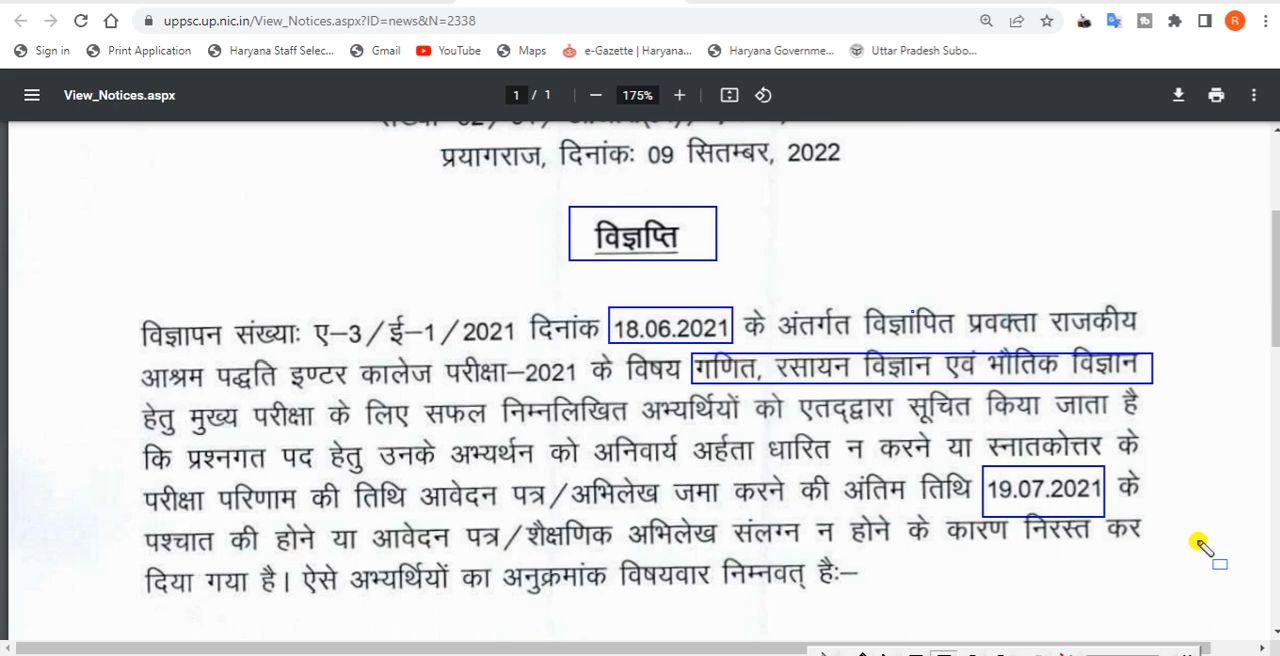 uppsc.up.nic.in/View_Notices.aspx?ID=news&N=2338
R
Sign in Print Application Haryana Staff Selec... Gmail YouTube Maps e-Gazette | Haryana... Haryana Governme... Uttar Pradesh Subo...
View_Notices.aspx 1 / 1 175%
प्रयागराज, दिनांकः 09 सितम्बर, 2022
विज्ञप्ति
विज्ञापन संख्याः ए–3/ई–1/2021 दिनांक 18.06.2021 के अंतर्गत विज्ञापित प्रवक्ता राजकीय
आश्रम पद्धति इण्टर कालेज परीक्षा–2021 के विषय गणित, रसायन विज्ञान एवं भौतिक विज्ञान
हेतु मुख्य परीक्षा के लिए सफल निम्नलिखित अभ्यर्थियों को एतद्द्वारा सूचित किया जाता है
कि प्रश्नगत पद हेतु उनके अभ्यर्थन को अनिवार्य अर्हता धारित न करने या स्नातकोत्तर के
परीक्षा परिणाम की तिथि आवेदन पत्र/अभिलेख जमा करने की अंतिम तिथि 19.07.2021 के
पश्चात की होने या आवेदन पत्र/शैक्षणिक अभिलेख संलग्न न होने के कारण निरस्त कर
दिया गया है। ऐसे अभ्यर्थियों का अनुक्रमांक विषयवार निम्नवत् हैः–